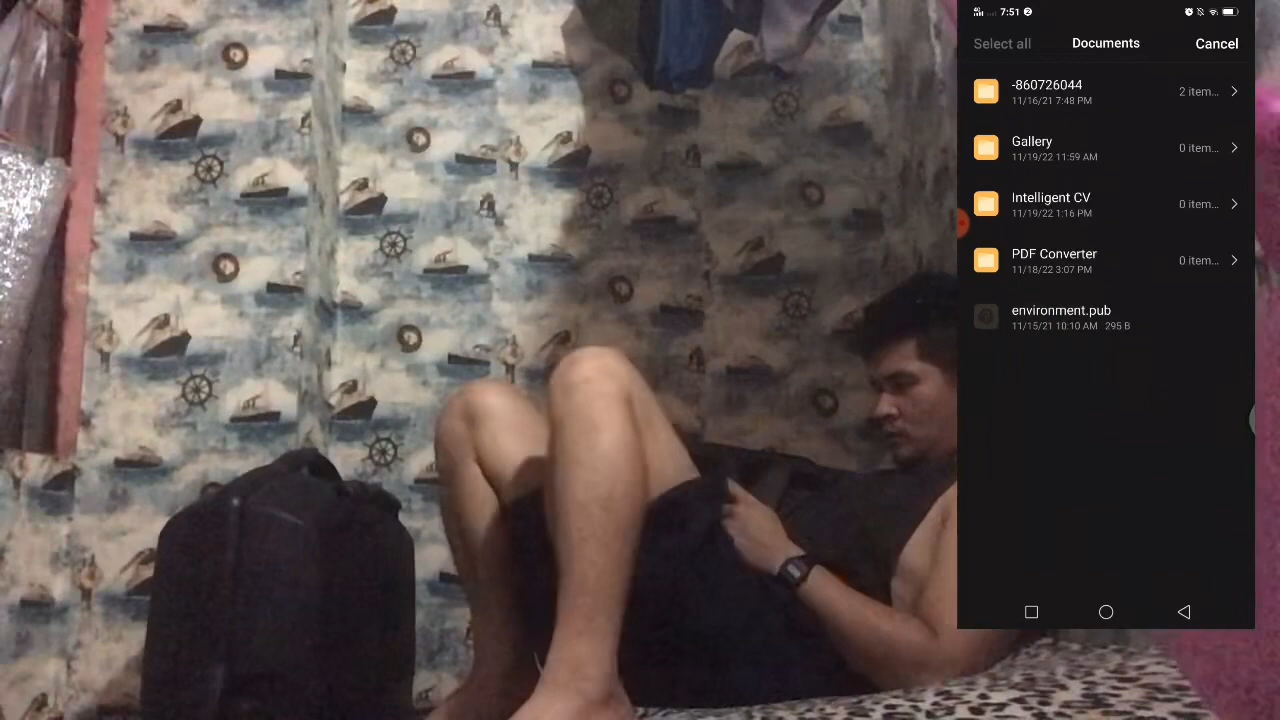 7:51 2
Select all Documents Cancel
-860726044
11/16/21 7:48 PM
2 item...
Gallery
11/19/22 11:59 AM
0 item...
Intelligent CV
11/19/22 1:16 PM
0 item...
PDF Converter
11/18/22 3:07 PM
0 item...
environment.pub
11/15/21 10:10 AM 295 B